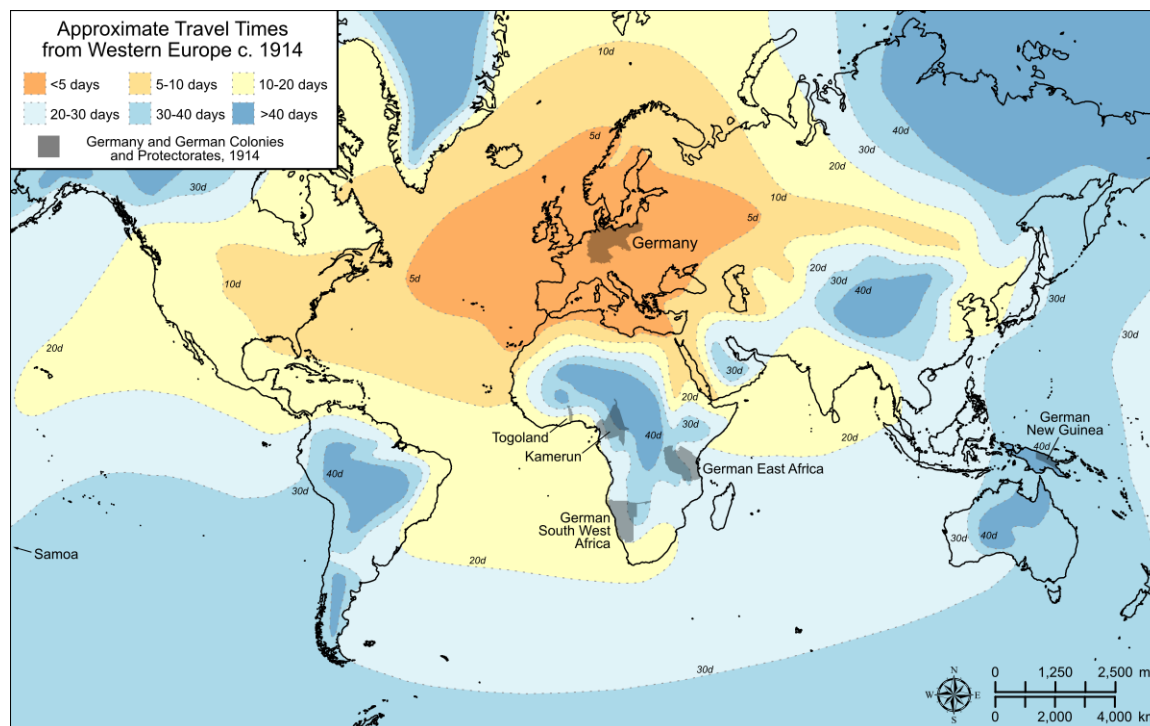 Approximate Travel Times
from Western Europe c. 1914
<5 days
5-10 days
10-20 days
20-30 days
30-40 days
>40 days
Germany and German Colonies
and Protectorates, 1914
10d
40d
30d
5d
20d
10d
5d
Germany
10d
5d
20d
30d
40d
30d
30d
20d
30d
20d
German
New Guinea
40d
Togoland
Kamerun
40d
30d
20d
German East Africa
40d
30d
German
South West
Africa
30d
40d
Samoa
20d
30d
N
W
E
S
0
1,250
2,500 mi
0
2,000
4,000 km